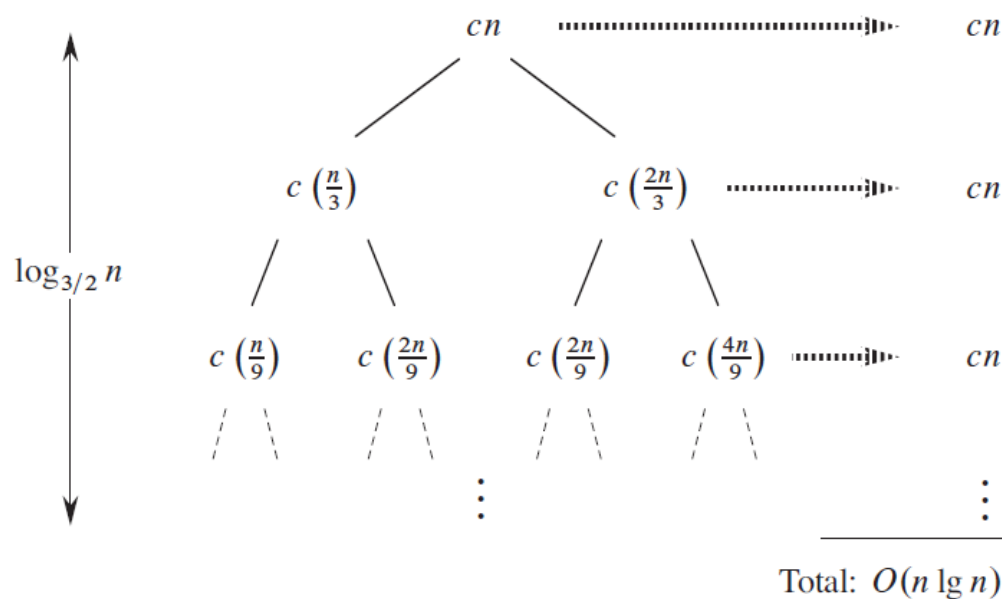 cn cn
c (n/3) c (2n/3) cn
log_{3/2} n
c (n/9) c (2n/9) c (2n/9) c (4n/9) cn
⋮ ⋮
Total: O(n lg n)